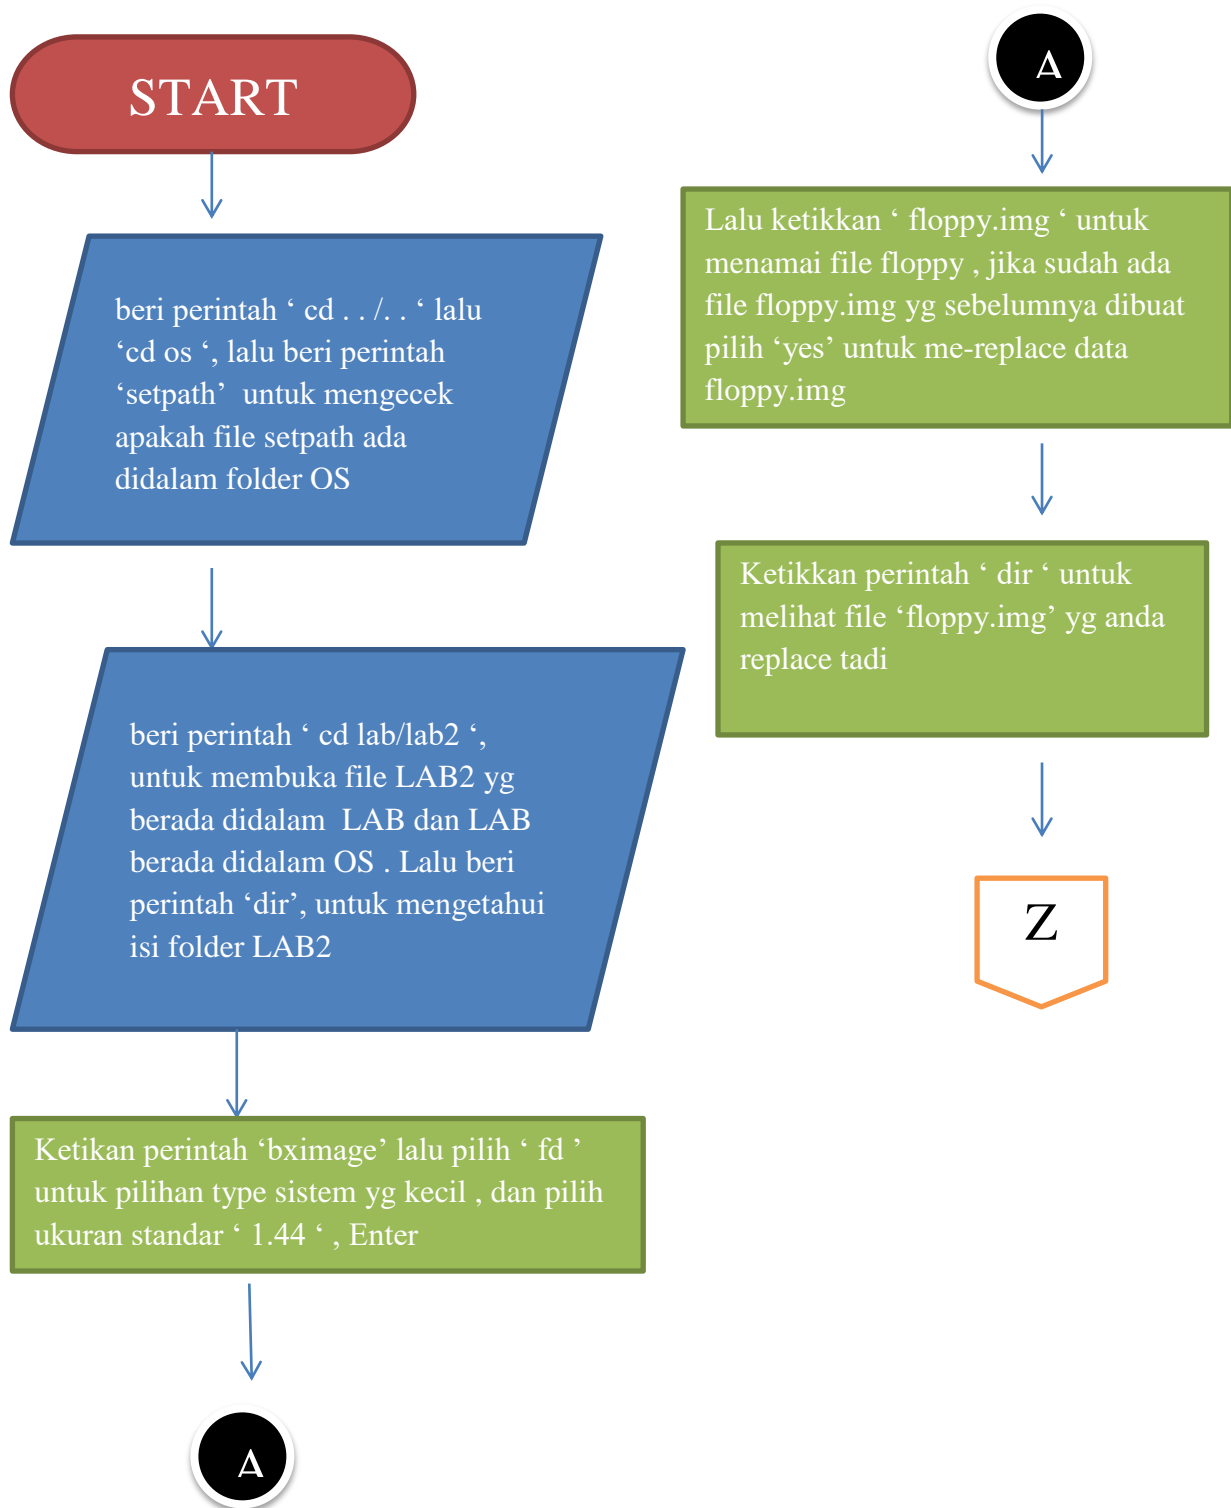 START
beri perintah ‘ cd . . /. . ‘ lalu
‘cd os ‘, lalu beri perintah
‘setpath’  untuk mengecek
apakah file setpath ada
didalam folder OS
beri perintah ‘ cd lab/lab2 ‘,
untuk membuka file LAB2 yg
berada didalam  LAB dan LAB
berada didalam OS . Lalu beri
perintah ‘dir’, untuk mengetahui
isi folder LAB2
Ketikan perintah ‘bximage’ lalu pilih ‘ fd ’
untuk pilihan type sistem yg kecil , dan pilih
ukuran standar ‘ 1.44 ‘ , Enter
A
A
Lalu ketikkan ‘ floppy.img ‘ untuk
menamai file floppy , jika sudah ada
file floppy.img yg sebelumnya dibuat
pilih ‘yes’ untuk me-replace data
floppy.img
Ketikkan perintah ‘ dir ‘ untuk
melihat file ‘floppy.img’ yg anda
replace tadi
Z